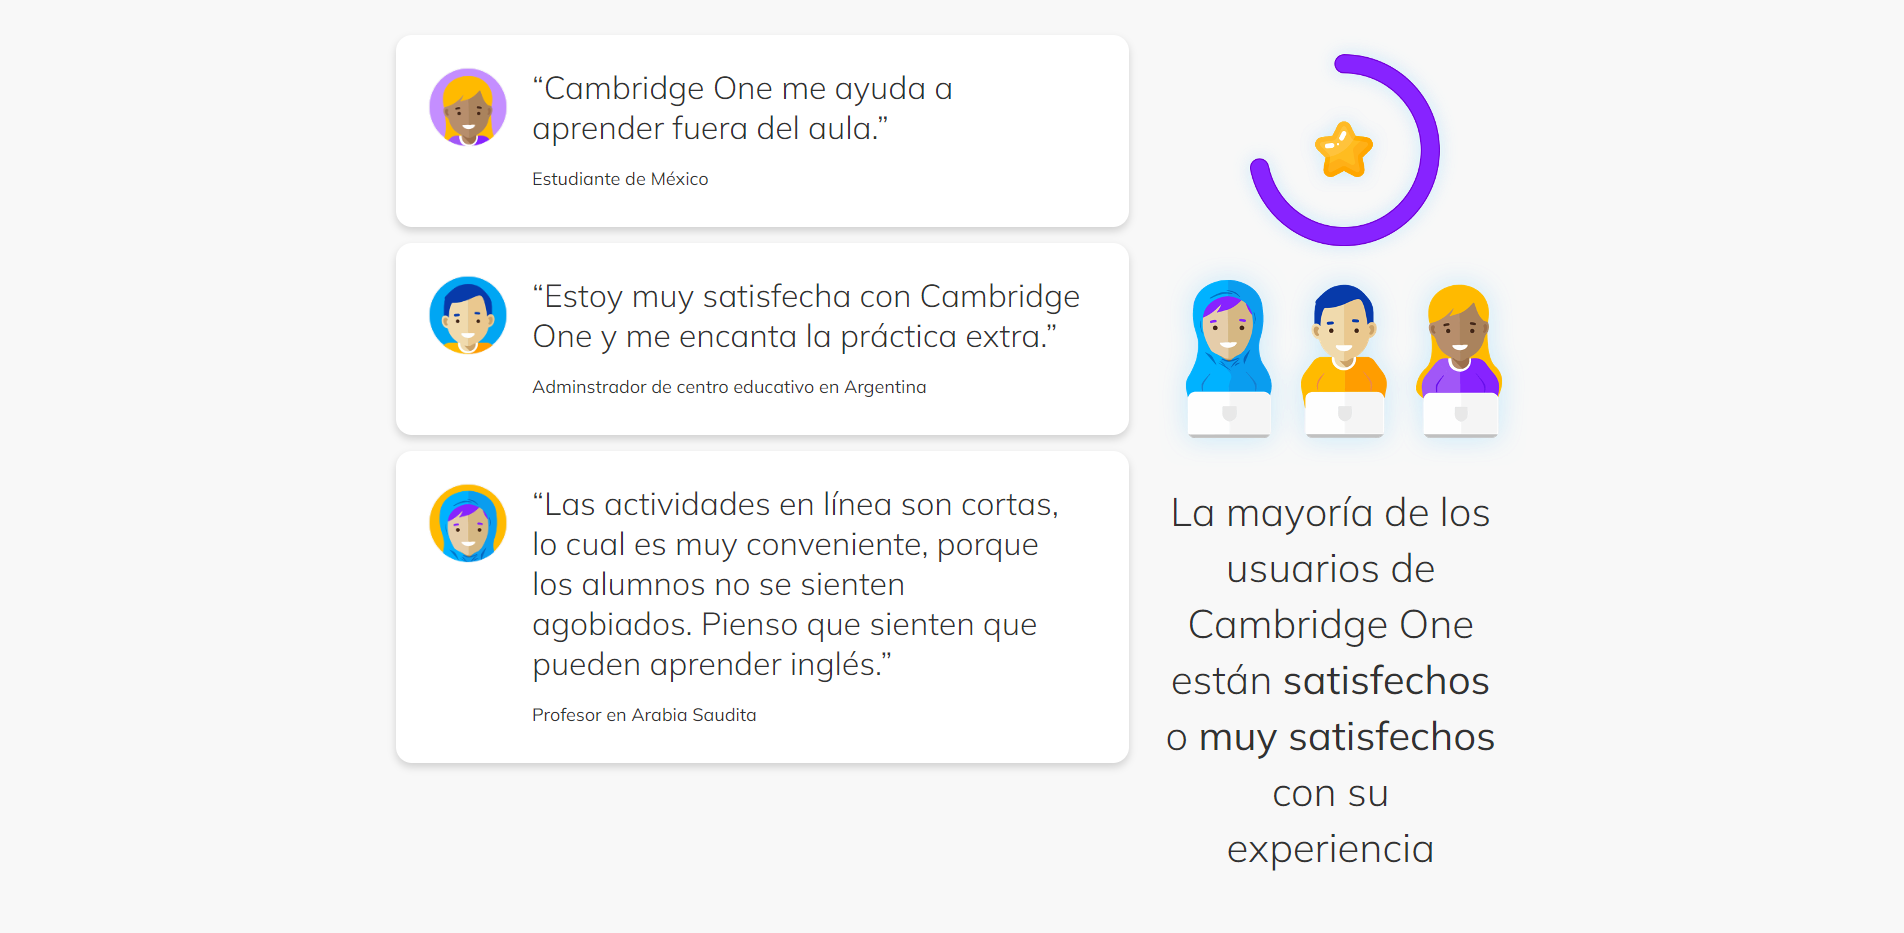 “Cambridge One me ayuda a
aprender fuera del aula.”
Estudiante de México
“Estoy muy satisfecha con Cambridge
One y me encanta la práctica extra.”
Adminstrador de centro educativo en Argentina
“Las actividades en línea son cortas,
lo cual es muy conveniente, porque
los alumnos no se sienten
agobiados. Pienso que sienten que
pueden aprender inglés.”
Profesor en Arabia Saudita
La mayoría de los
usuarios de
Cambridge One
están satisfechos
o muy satisfechos
con su
experiencia